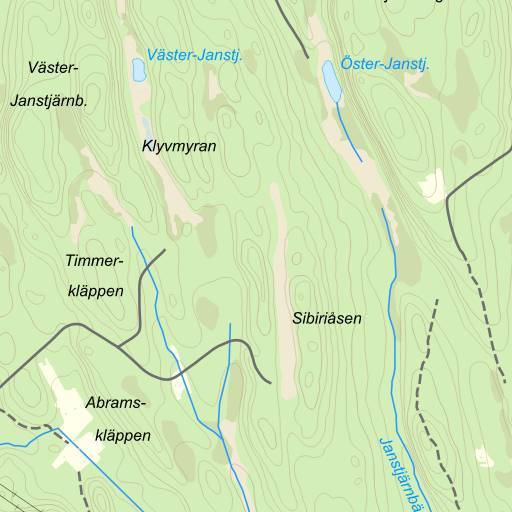 Väster-Janstj.
Öster-Janstj.
Väster-
Janstjärnb.
Klyvmyran
Timmer-
kläppen
Sibiriåsen
Abrams-
kläppen
Janstjärnbä